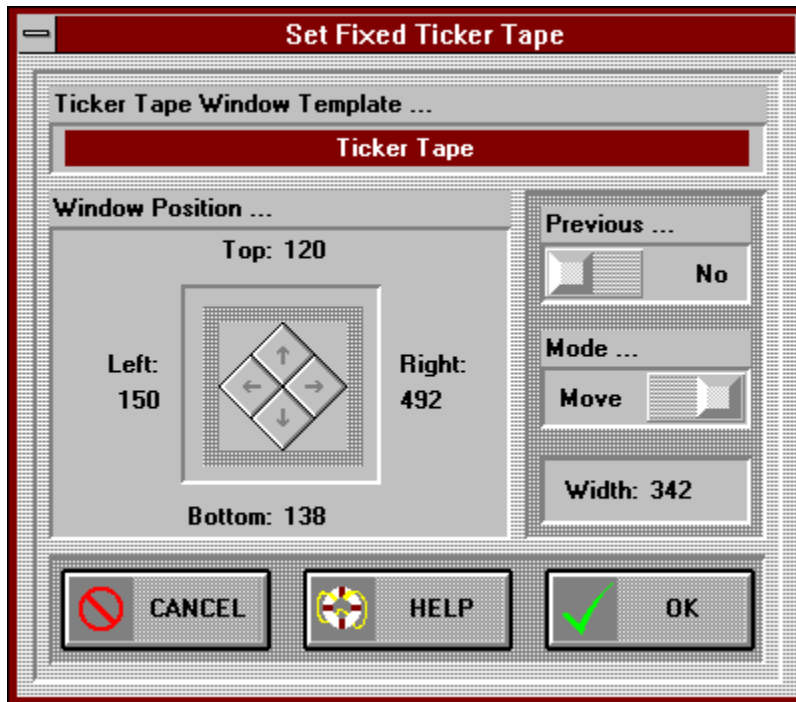 Set Fixed Ticker Tape
Ticker Tape Window Template ...
Ticker Tape
Window Position ...
Top: 120
Left:
150
Right:
492
Bottom: 138
Previous ...
No
Mode ...
Move
Width: 342
CANCEL
HELP
OK